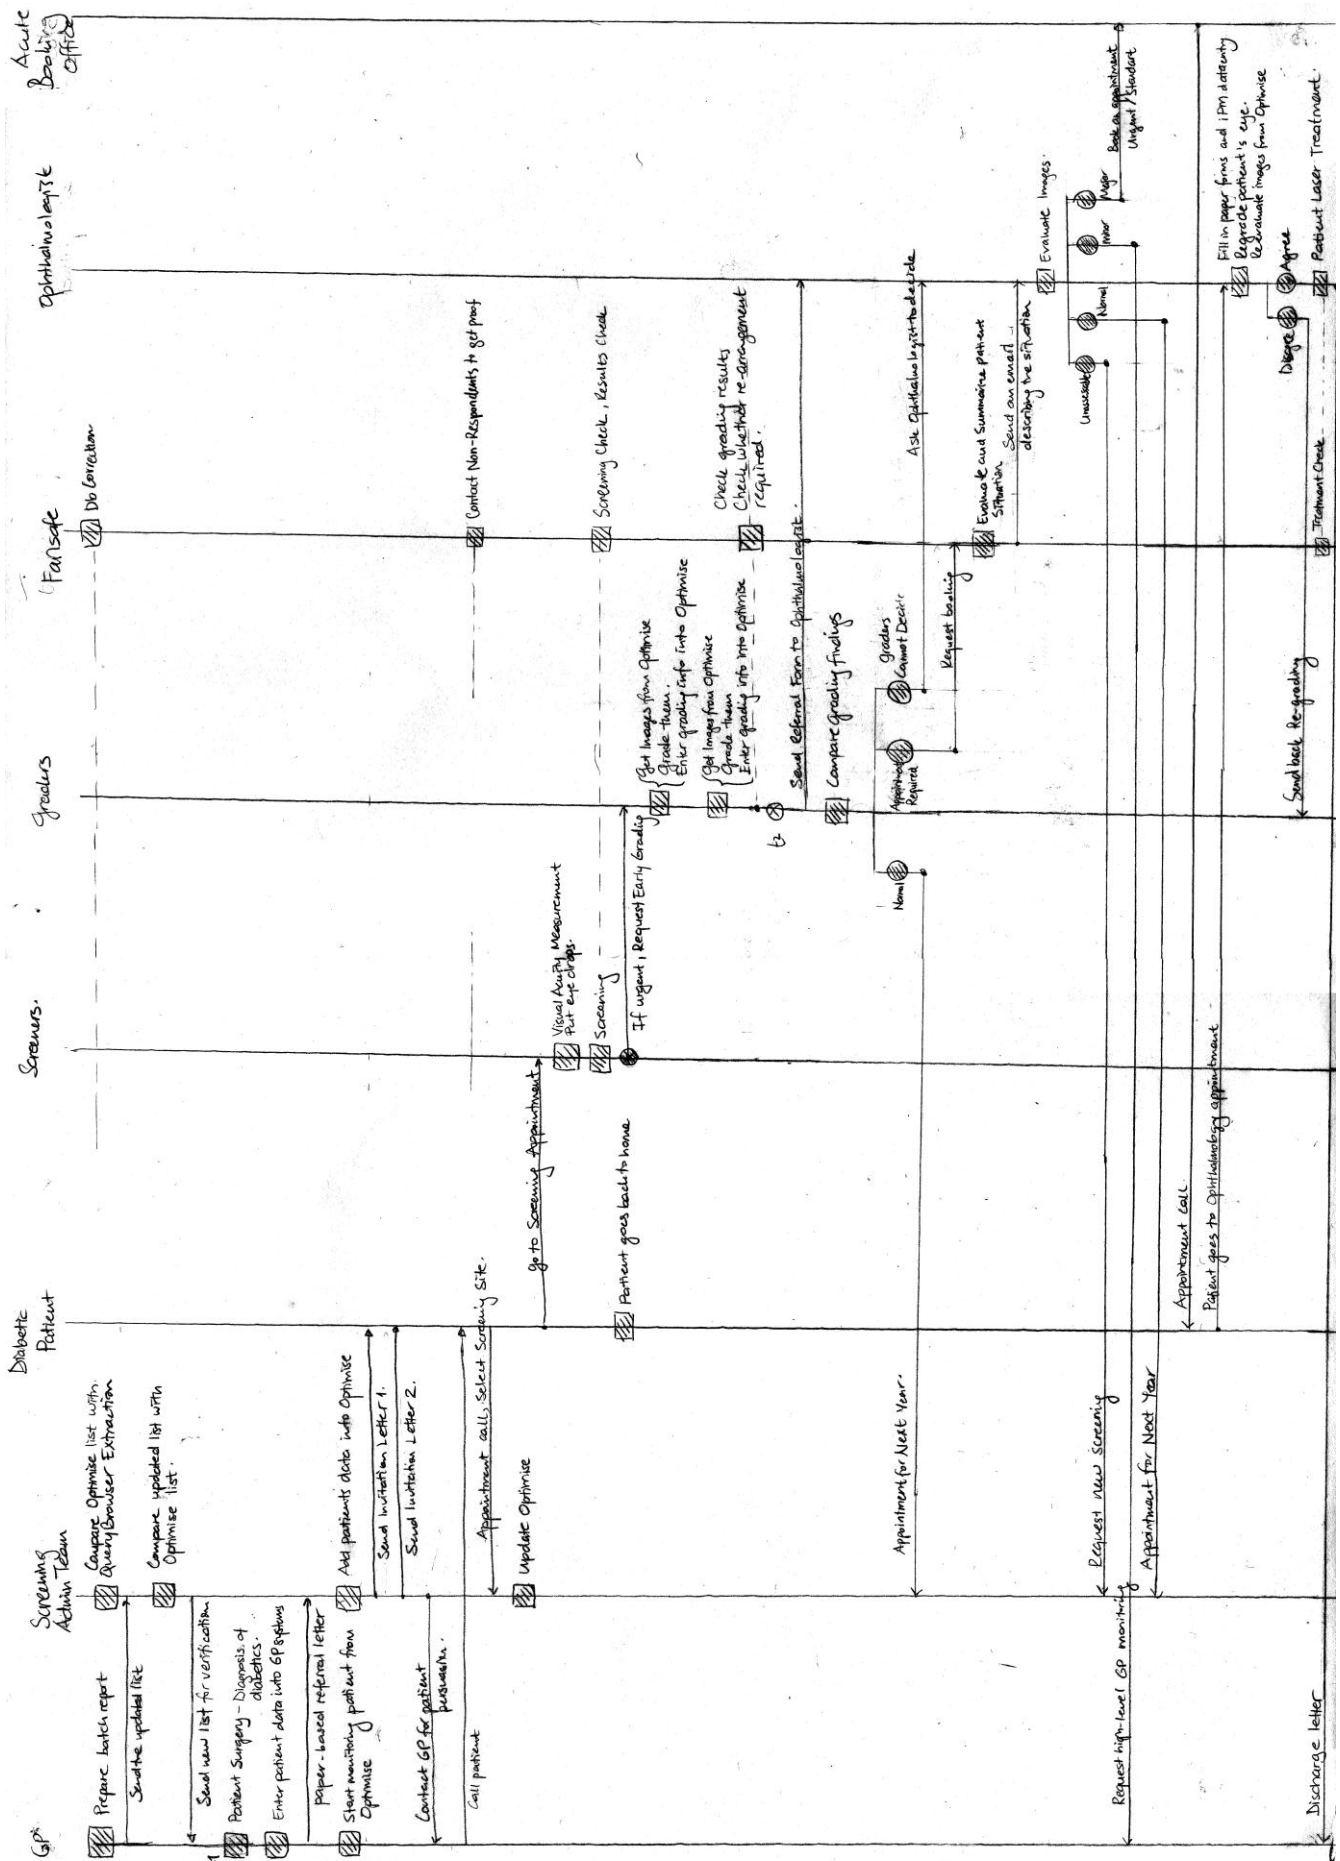 GP
Screening
Admin Team
Diabetic
Patient
Screeners.
Graders
Farsafe
Ophthalmologist
Acute
Booking
Office
Prepare batch report
Compare Optimise list with
Query Browser Extraction
Db Correction
Send the updated list
Compare updated list with
Optimise list.
Send new list for verification
Patient Surgery - Diagnosis of
diabetics.
Enter patient data into GP systems
paper-based referral letter
Start monitoring patient from
Optimise
Add patients data into Optimise
Send Invitation Letter 1.
Send Invitation Letter 2.
Contact GP for patient
persuasion.
Call patient
Contact Non-Respondents to get proof
Appointment call, Select Screening Site.
Update Optimise
Go to Screening Appointment
Visual Acuity Measurement
Put eye drops.
Screening
Screening Check, Results Check
Patient goes back to home
If urgent, Request Early Grading
Get Images from Optimise
Grade them.
Enter grading info into Optimise
Get Images from Optimise
Grade them
Enter grading info into Optimise
Check grading results
Check whether re-arrangement
required.
t2
Send Referral Form to Ophthalmologist.
Compare Grading findings
Normal
Appointment
Required
graders
Cannot Decide
Ask Ophthalmologist to decide
Appointment for Next Year.
Request booking
Evaluate and Summarise patient
Situation
Send an email
describing the situation
Evaluate Images.
Unassessable
Normal
Minor
Major
Book an appointment
Urgent / Standart
Request new screening
Request high-level GP monitoring
Appointment for Next Year
Appointment Call.
Patient goes to Ophthalmology appointment
Fill in paper forms and iPM data entry
Regrade patient's eye.
Reevaluate images from Optimise
Disagree
Agree
Send back Re-grading
Discharge letter
Treatment Check
Patient Laser Treatment.